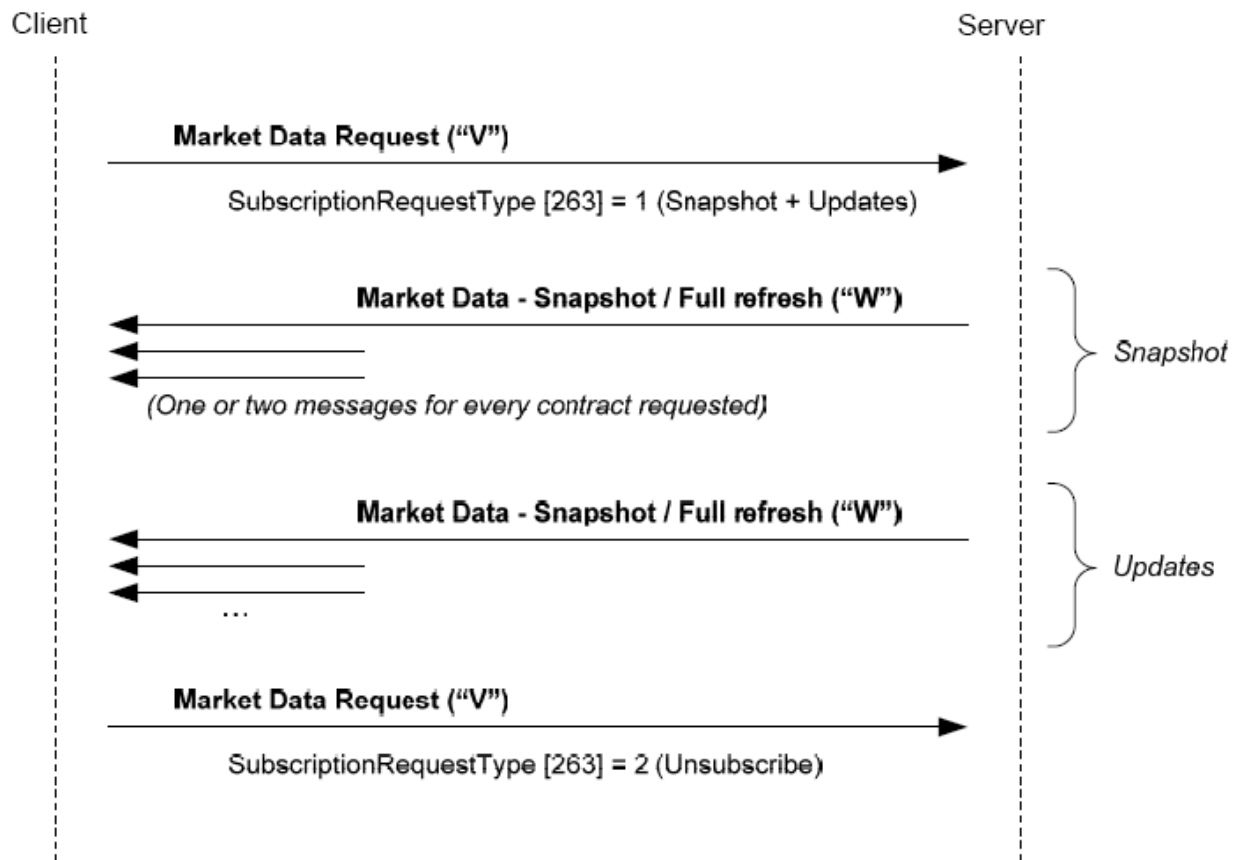 Client
Server
Market Data Request (“V”)
SubscriptionRequestType [263] = 1 (Snapshot + Updates)
Market Data - Snapshot / Full refresh (“W”)
Snapshot
(One or two messages for every contract requested)
Market Data - Snapshot / Full refresh (“W”)
Updates
...
Market Data Request (“V”)
SubscriptionRequestType [263] = 2 (Unsubscribe)